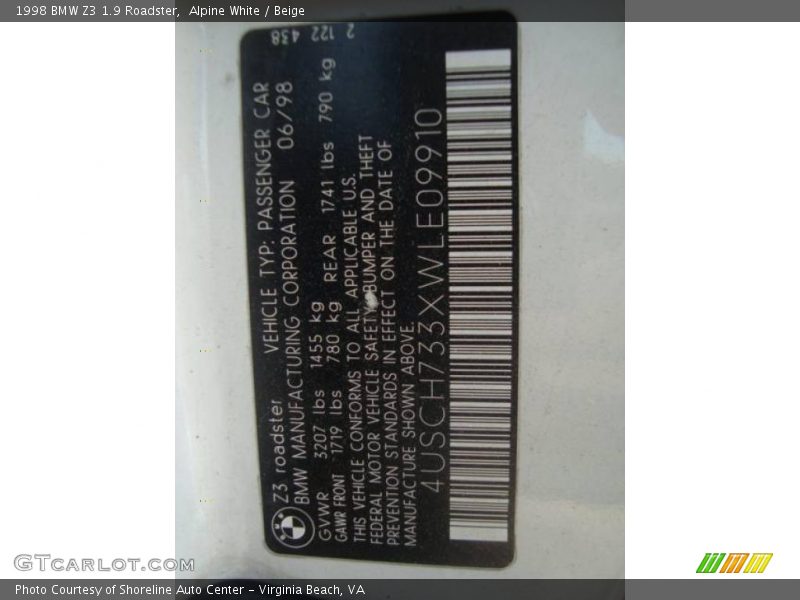 1998 BMW Z3 1.9 Roadster,  Alpine White / Beige
2 122 438
Z3 roadster VEHICLE TYP: PASSENGER CAR
BMW MANUFACTURING CORPORATION 06/98
GVWR 3207 lbs 1455 kg
GAWR FRONT 1719 lbs 780 kg REAR 1741 lbs 790 kg
THIS VEHICLE CONFORMS TO ALL APPLICABLE U.S.
FEDERAL MOTOR VEHICLE SAFETY, BUMPER AND THEFT
PREVENTION STANDARDS IN EFFECT ON THE DATE OF
MANUFACTURE SHOWN ABOVE.
4USCH733XWLE09910
GTCARLOT.COM
Photo Courtesy of Shoreline Auto Center - Virginia Beach, VA